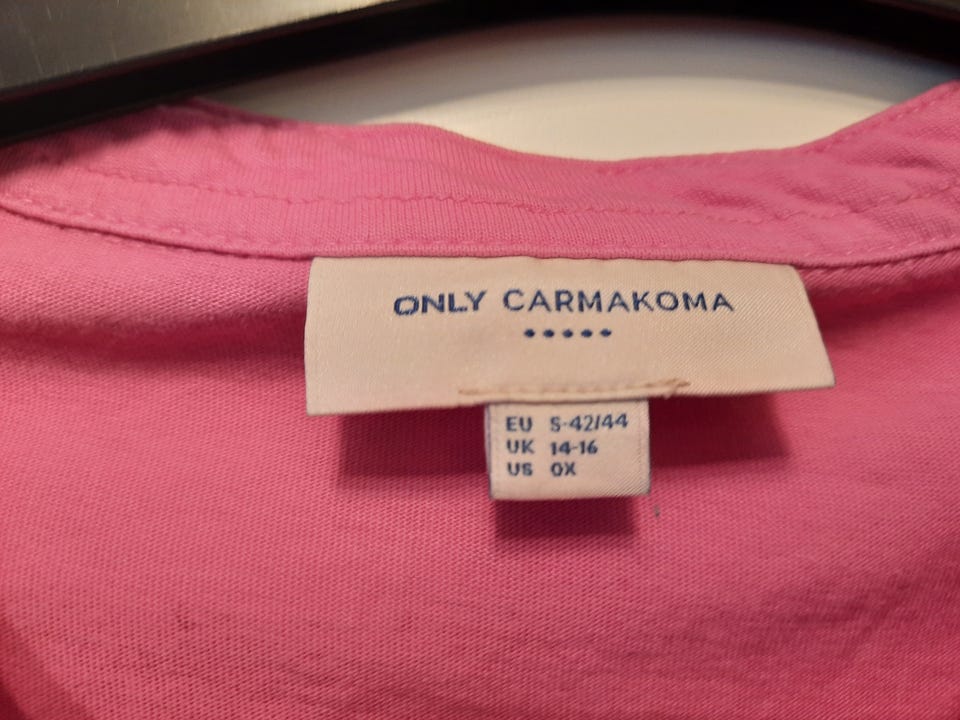 ONLY CARMAKOMA
EU S-42/44
UK 14-16
US 0X